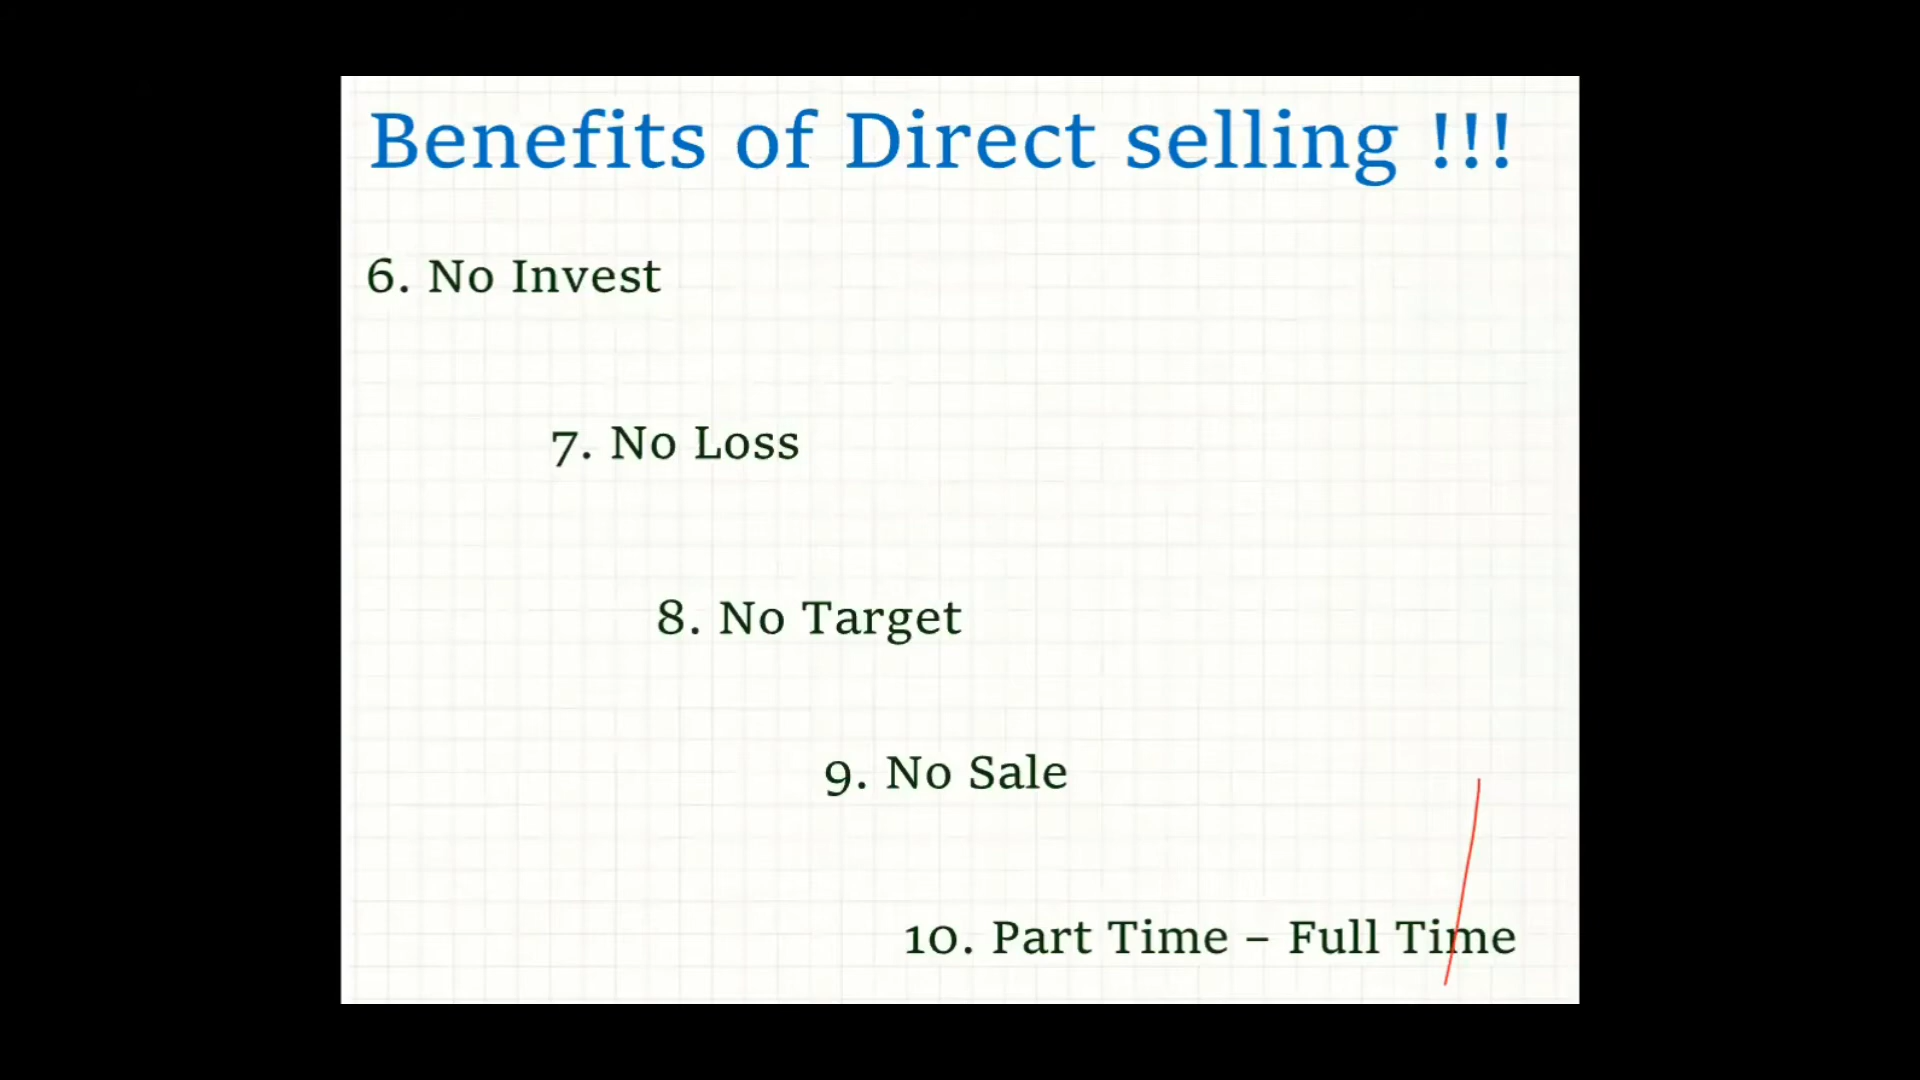 Benefits of Direct selling !!!
6. No Invest
7. No Loss
8. No Target
9. No Sale
10. Part Time – Full Time